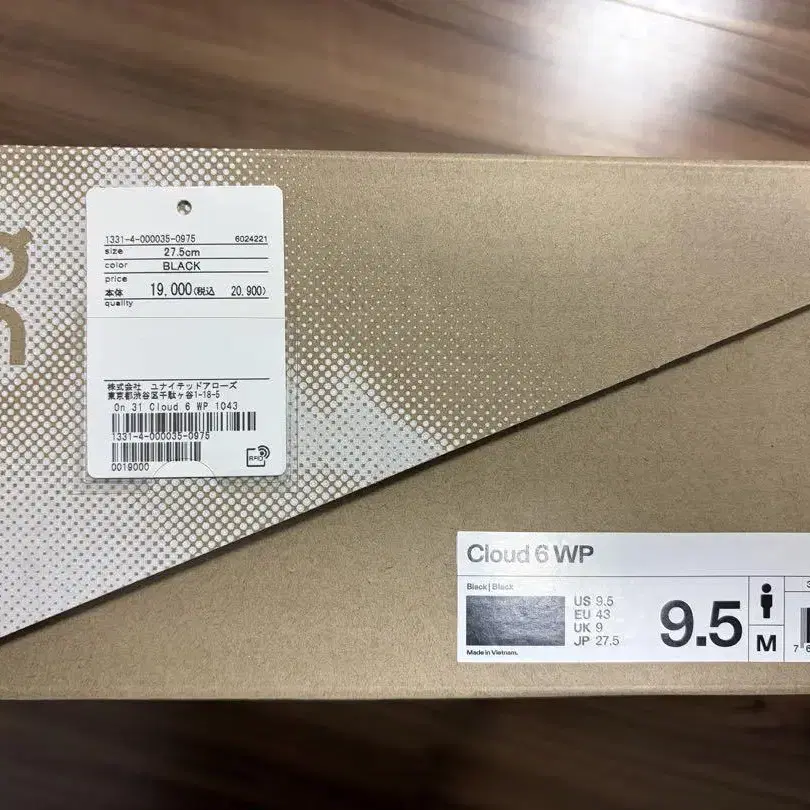 1331-4-000035-0975 6024221
size 27.5cm
color BLACK
price
本体 19,000(税込 20,900)
quality
株式会社 ユナイテッドアローズ
東京都渋谷区千駄ヶ谷1-18-5
On 31 Cloud 6 WP 1043
1331-4-000035-0975
0019000
RFID
Cloud 6 WP
Black | Black
US 9.5
EU 43
UK 9
JP 27.5
Made in Vietnam.
9.5
M